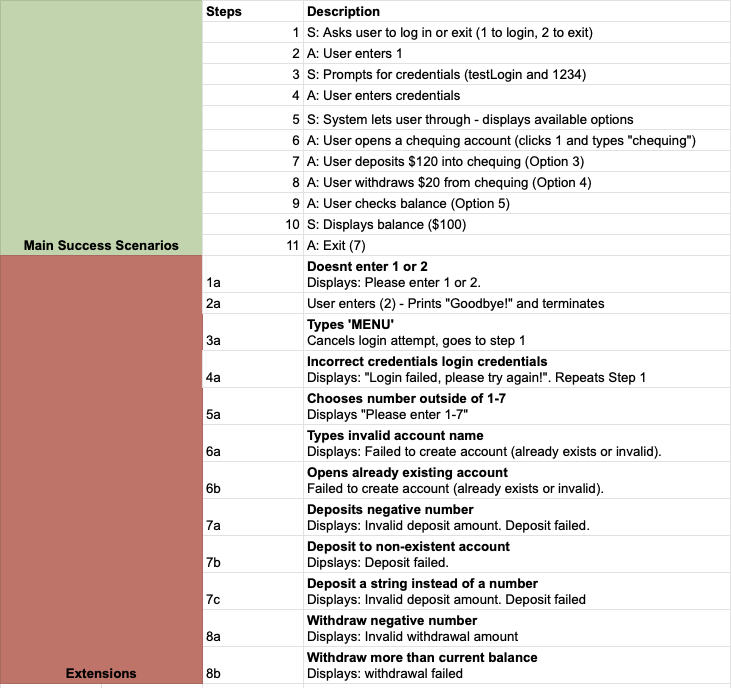 Steps Description
1 S: Asks user to log in or exit (1 to login, 2 to exit)
2 A: User enters 1
3 S: Prompts for credentials (testLogin and 1234)
4 A: User enters credentials
5 S: System lets user through - displays available options
6 A: User opens a chequing account (clicks 1 and types "chequing")
7 A: User deposits $120 into chequing (Option 3)
8 A: User withdraws $20 from chequing (Option 4)
9 A: User checks balance (Option 5)
10 S: Displays balance ($100)
Main Success Scenarios 11 A: Exit (7)
Doesnt enter 1 or 2
1a Displays: Please enter 1 or 2.
2a User enters (2) - Prints "Goodbye!" and terminates
Types 'MENU'
3a Cancels login attempt, goes to step 1
Incorrect credentials login credentials
4a Displays: "Login failed, please try again!". Repeats Step 1
Chooses number outside of 1-7
5a Displays "Please enter 1-7"
Types invalid account name
6a Displays: Failed to create account (already exists or invalid).
Opens already existing account
6b Failed to create account (already exists or invalid).
Deposits negative number
7a Displays: Invalid deposit amount. Deposit failed.
Deposit to non-existent account
7b Dipslays: Deposit failed.
Deposit a string instead of a number
7c Displays: Invalid deposit amount. Deposit failed
Withdraw negative number
8a Displays: Invalid withdrawal amount
Withdraw more than current balance
Extensions 8b Displays: withdrawal failed